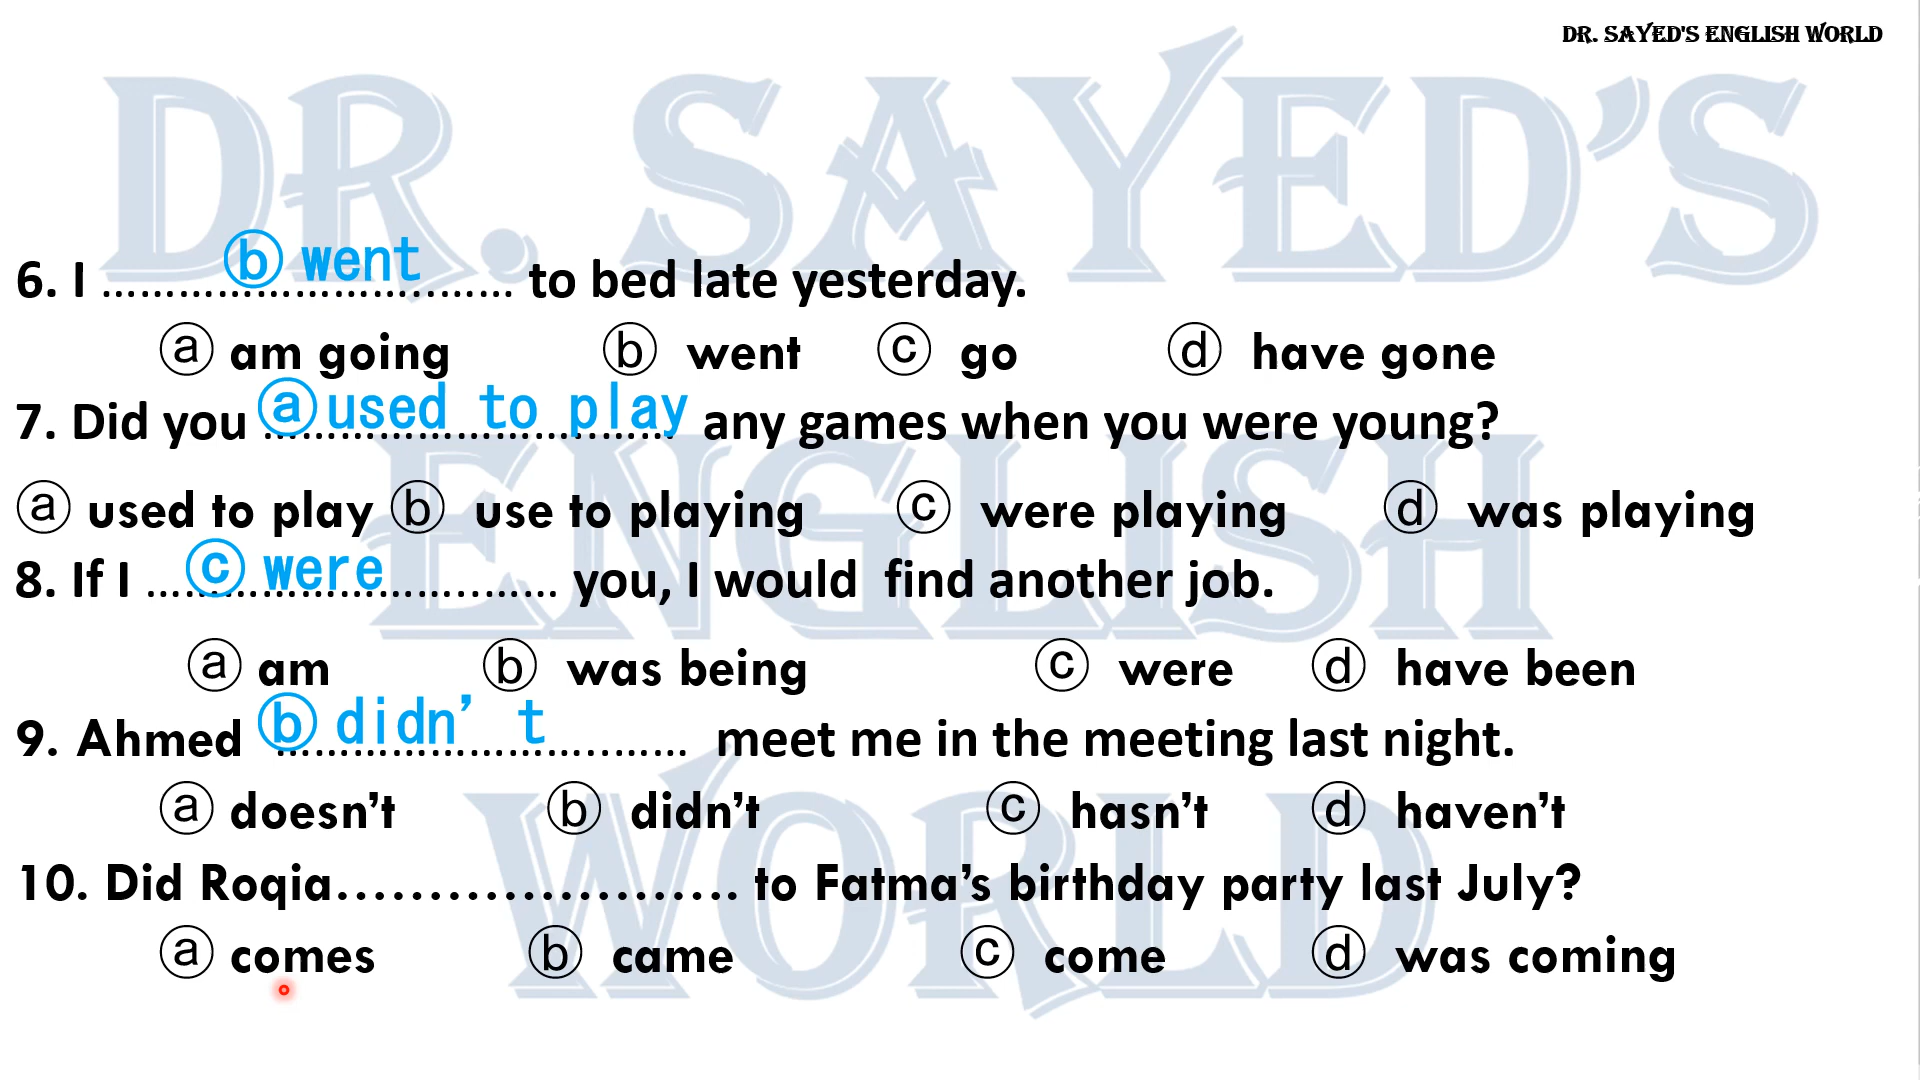 DR. SAYED'S ENGLISH WORLD
DR. SAYED'S
ENGLISH
WORLD
6. I ⓑ went to bed late yesterday.
ⓐ am going ⓑ went ⓒ go ⓓ have gone
7. Did you ⓐ used to play any games when you were young?
ⓐ used to play ⓑ use to playing ⓒ were playing ⓓ was playing
8. If I ⓒ were you, I would find another job.
ⓐ am ⓑ was being ⓒ were ⓓ have been
9. Ahmed ⓑ didn’t meet me in the meeting last night.
ⓐ doesn’t ⓑ didn’t ⓒ hasn’t ⓓ haven’t
10. Did Roqia…………………. to Fatma’s birthday party last July?
ⓐ comes ⓑ came ⓒ come ⓓ was coming